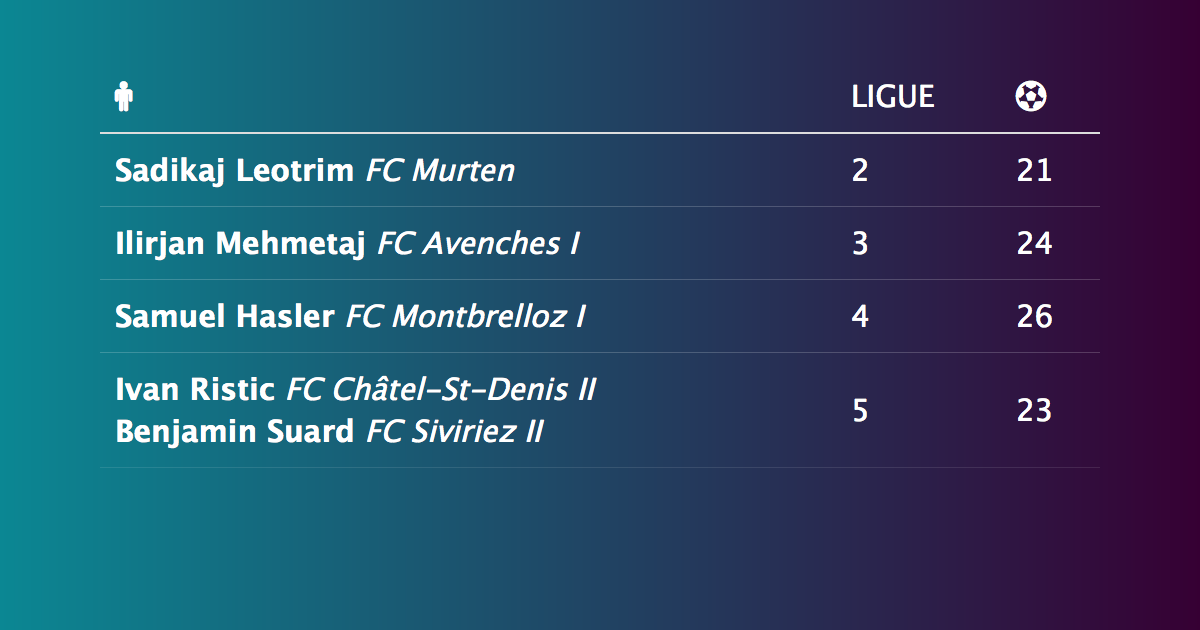 LIGUE
Sadikaj Leotrim FC Murten 2 21
Ilirjan Mehmetaj FC Avenches I 3 24
Samuel Hasler FC Montbrelloz I 4 26
Ivan Ristic FC Châtel-St-Denis II
Benjamin Suard FC Siviriez II
5 23